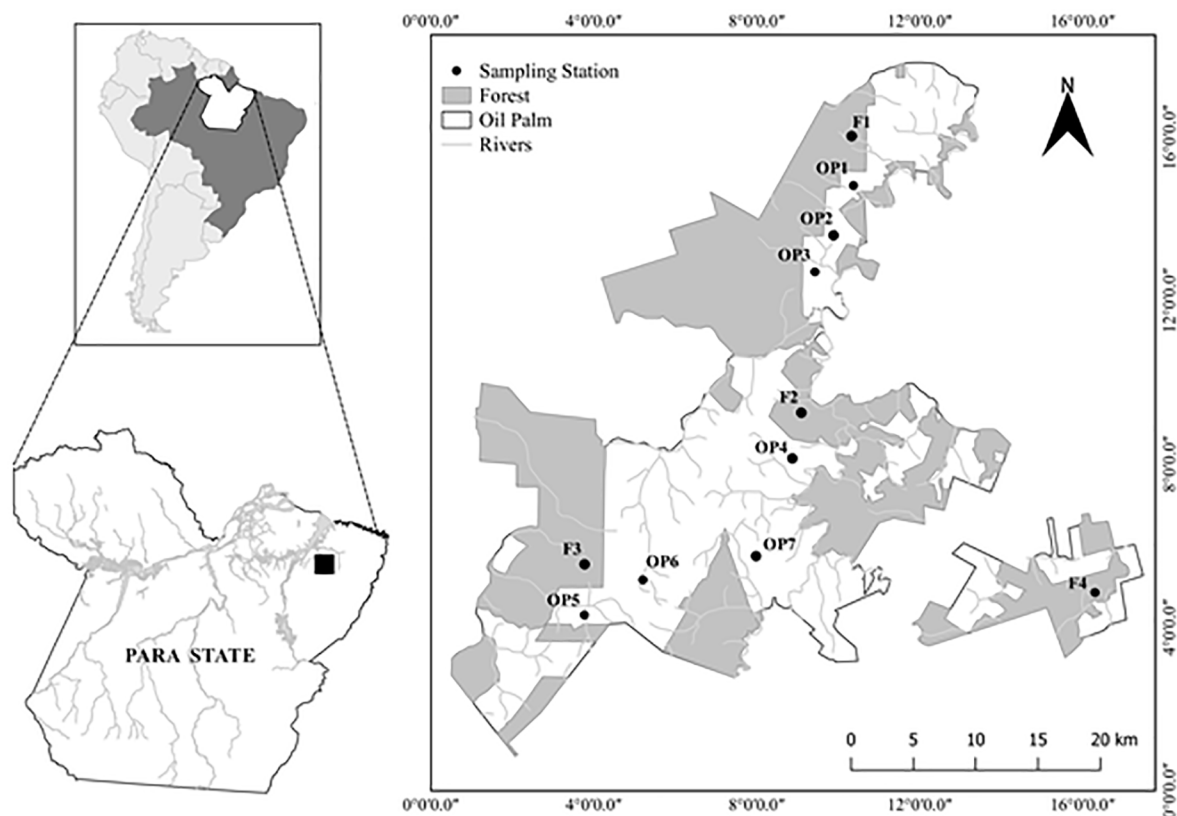 0°0'0.0" 4°0'0.0" 8°0'0.0" 12°0'0.0" 16°0'0.0"
Sampling Station
Forest
Oil Palm
Rivers
N
F1
OP1
OP2
OP3
F2
OP4
F3
OP6
OP7
OP5
F4
PARA STATE
16°0'0.0"
12°0'0.0"
8°0'0.0"
4°0'0.0"
0°0'0.0"
0 5 10 15 20 km
0°0'0.0" 4°0'0.0" 8°0'0.0" 12°0'0.0" 16°0'0.0"